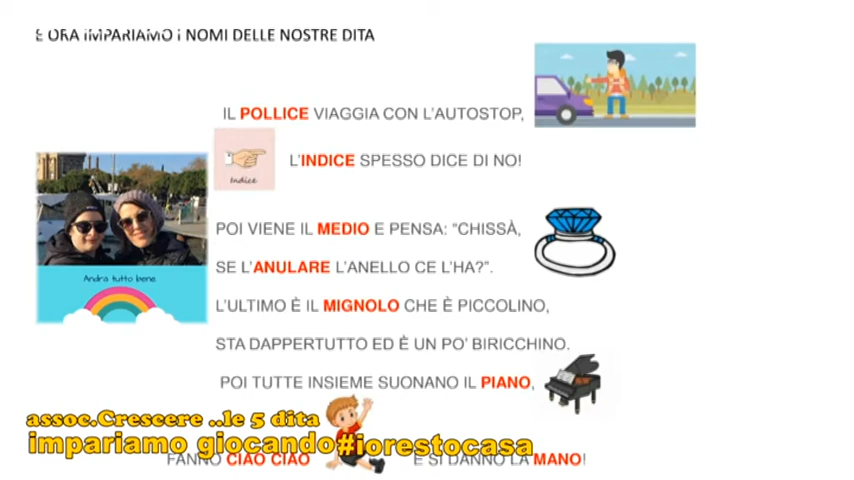 E ORA IMPARIAMO I NOMI DELLE NOSTRE DITA
IL POLLICE VIAGGIA CON L'AUTOSTOP,
Indice
L'INDICE SPESSO DICE DI NO!
POI VIENE IL MEDIO E PENSA: "CHISSÀ,
SE L'ANULARE L'ANELLO CE L'HA?".
Andra tutto bene
L'ULTIMO È IL MIGNOLO CHE È PICCOLINO,
STA DAPPERTUTTO ED È UN PO' BIRICCHINO.
POI TUTTE INSIEME SUONANO IL PIANO,
assoc.Crescere ..le 5 dita
impariamo giocando#iorestocasa
FANNO CIAO CIAO E SI DANNO LA MANO!